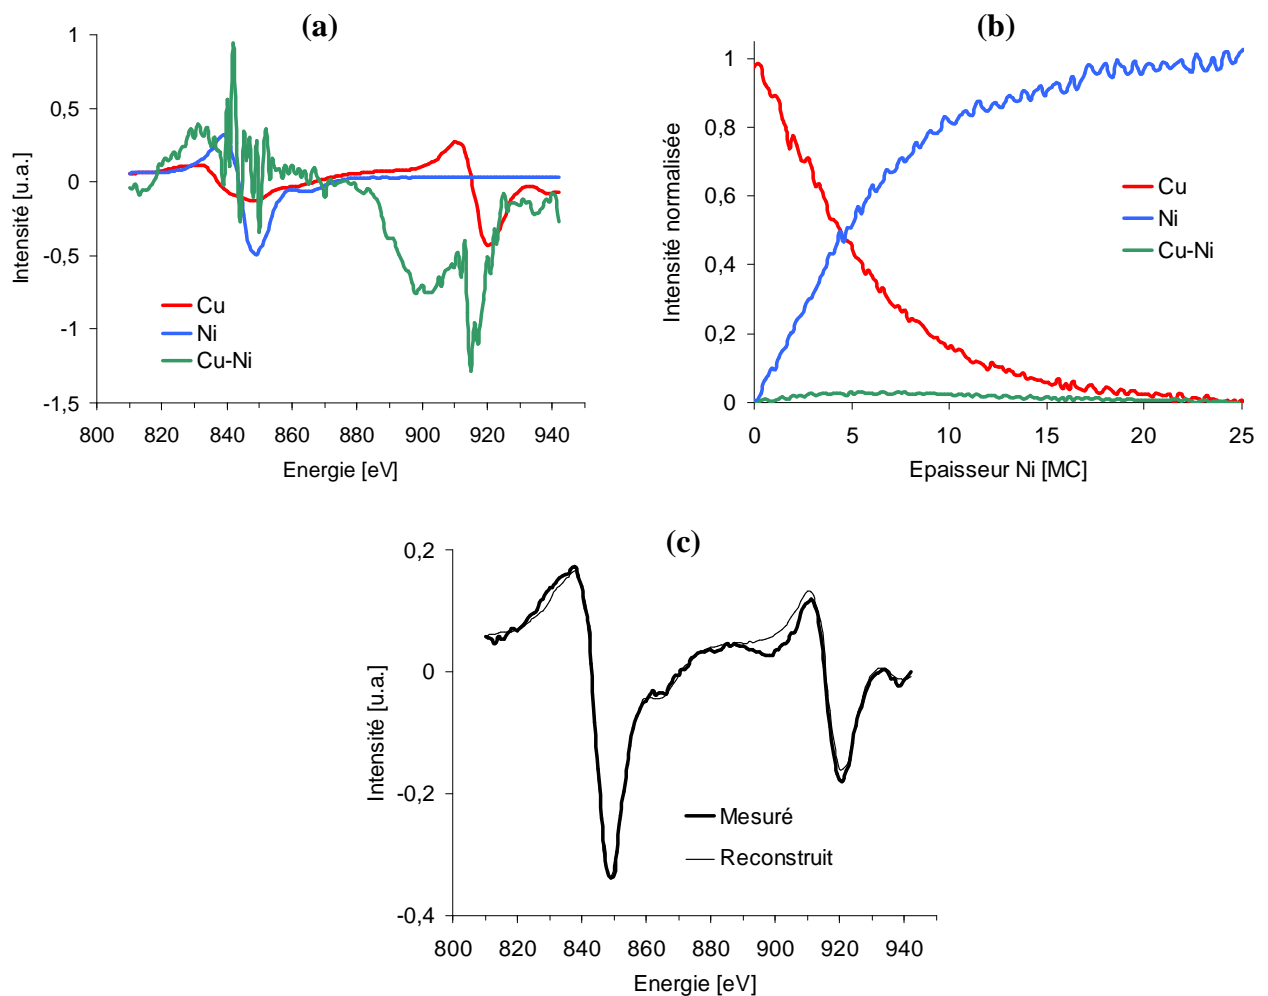 (a)
1
0,5
0
-0,5
-1
-1,5
Intensité [u.a.]
Cu
Ni
Cu-Ni
800 820 840 860 880 900 920 940
Energie [eV]
(b)
1
0,8
0,6
0,4
0,2
0
Intensité normalisée
Cu
Ni
Cu-Ni
0 5 10 15 20 25
Epaisseur Ni [MC]
(c)
0,2
0
-0,2
-0,4
Intensité [u.a.]
Mesuré
Reconstruit
800 820 840 860 880 900 920 940
Energie [eV]